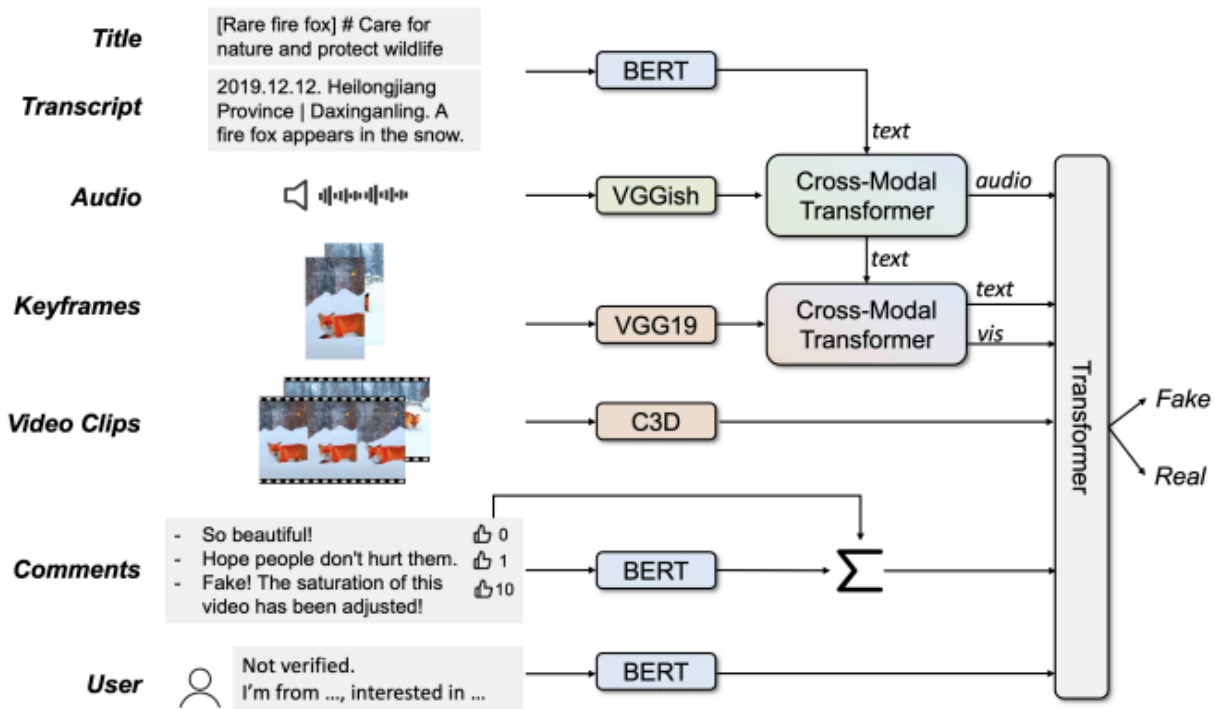 Title
[Rare fire fox] # Care for
nature and protect wildlife
BERT
Transcript
2019.12.12. Heilongjiang
Province | Daxinganling. A
fire fox appears in the snow.
text
Audio
VGGish
Cross-Modal
Transformer
audio
text
Keyframes
VGG19
Cross-Modal
Transformer
text
vis
Video Clips
C3D
Transformer
Fake
Real
Comments
- So beautiful! 0
- Hope people don't hurt them. 1
- Fake! The saturation of this 10
video has been adjusted!
BERT
Σ
User
Not verified.
I'm from ..., interested in ...
BERT